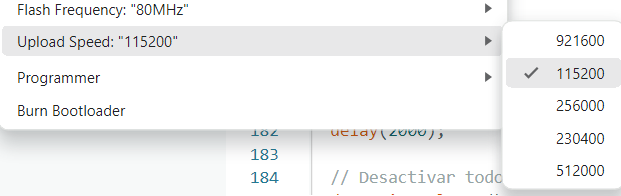 Flash Frequency: "80MHz"
Upload Speed: "115200"
Programmer
Burn Bootloader
921600
115200
256000
230400
512000
182 delay(2000);
183
184 // Desactivar todo